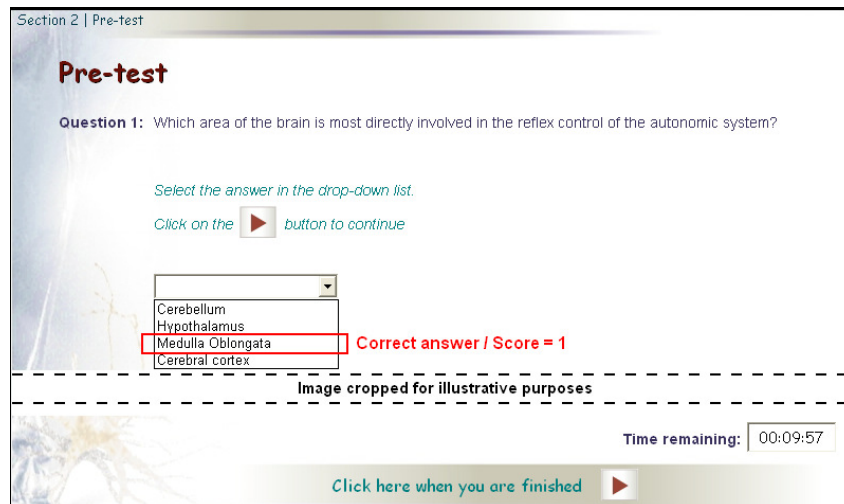 Section 2 | Pre-test
Pre-test
Question 1: Which area of the brain is most directly involved in the reflex control of the autonomic system?
Select the answer in the drop-down list.
Click on the button to continue
Cerebellum
Hypothalamus
Medulla Oblongata Correct answer / Score = 1
Cerebral cortex
Image cropped for illustrative purposes
Time remaining: 00:09:57
Click here when you are finished